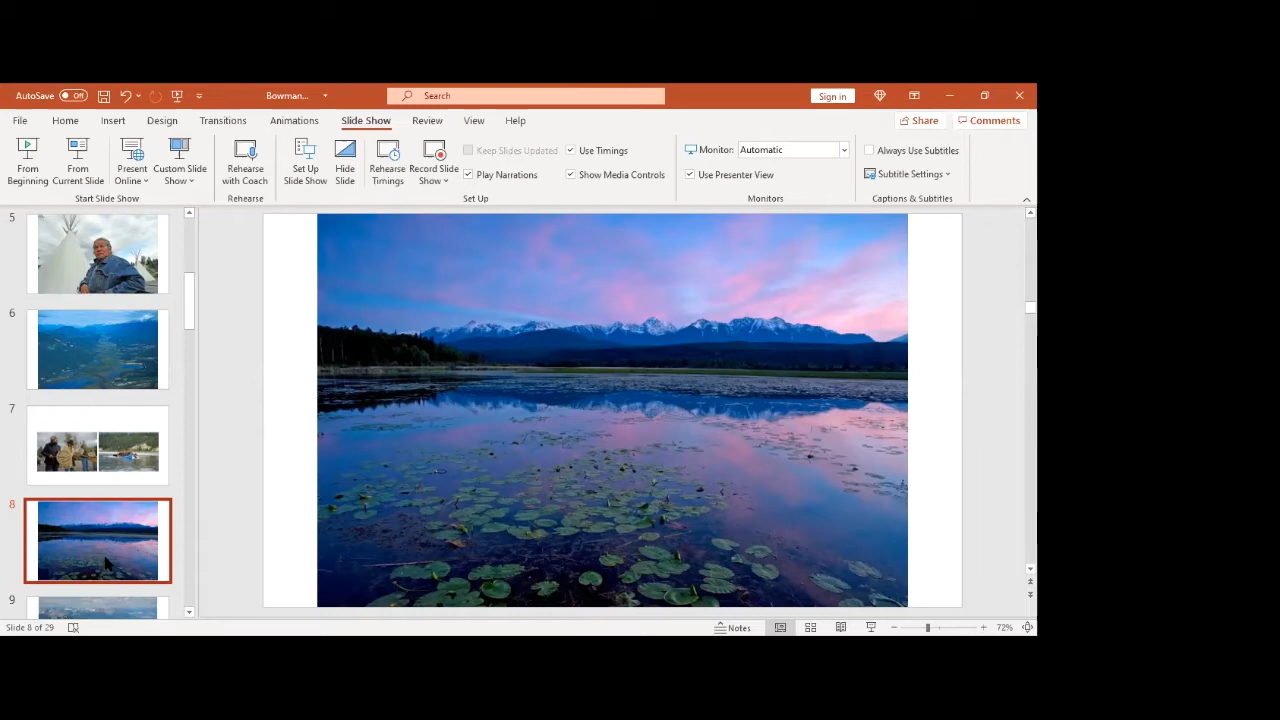 AutoSave Off Bowman... Search Sign in
File Home Insert Design Transitions Animations Slide Show Review View Help Share Comments
From Beginning
From Current Slide
Present Online
Custom Slide Show
Start Slide Show
Rehearse with Coach
Rehearse
Set Up Slide Show
Hide Slide
Rehearse Timings
Record Slide Show
Keep Slides Updated
Play Narrations
Use Timings
Show Media Controls
Set Up
Monitor: Automatic
Use Presenter View
Monitors
Always Use Subtitles
Subtitle Settings
Captions & Subtitles
5
6
7
8
9
Slide 8 of 29 Notes 72%